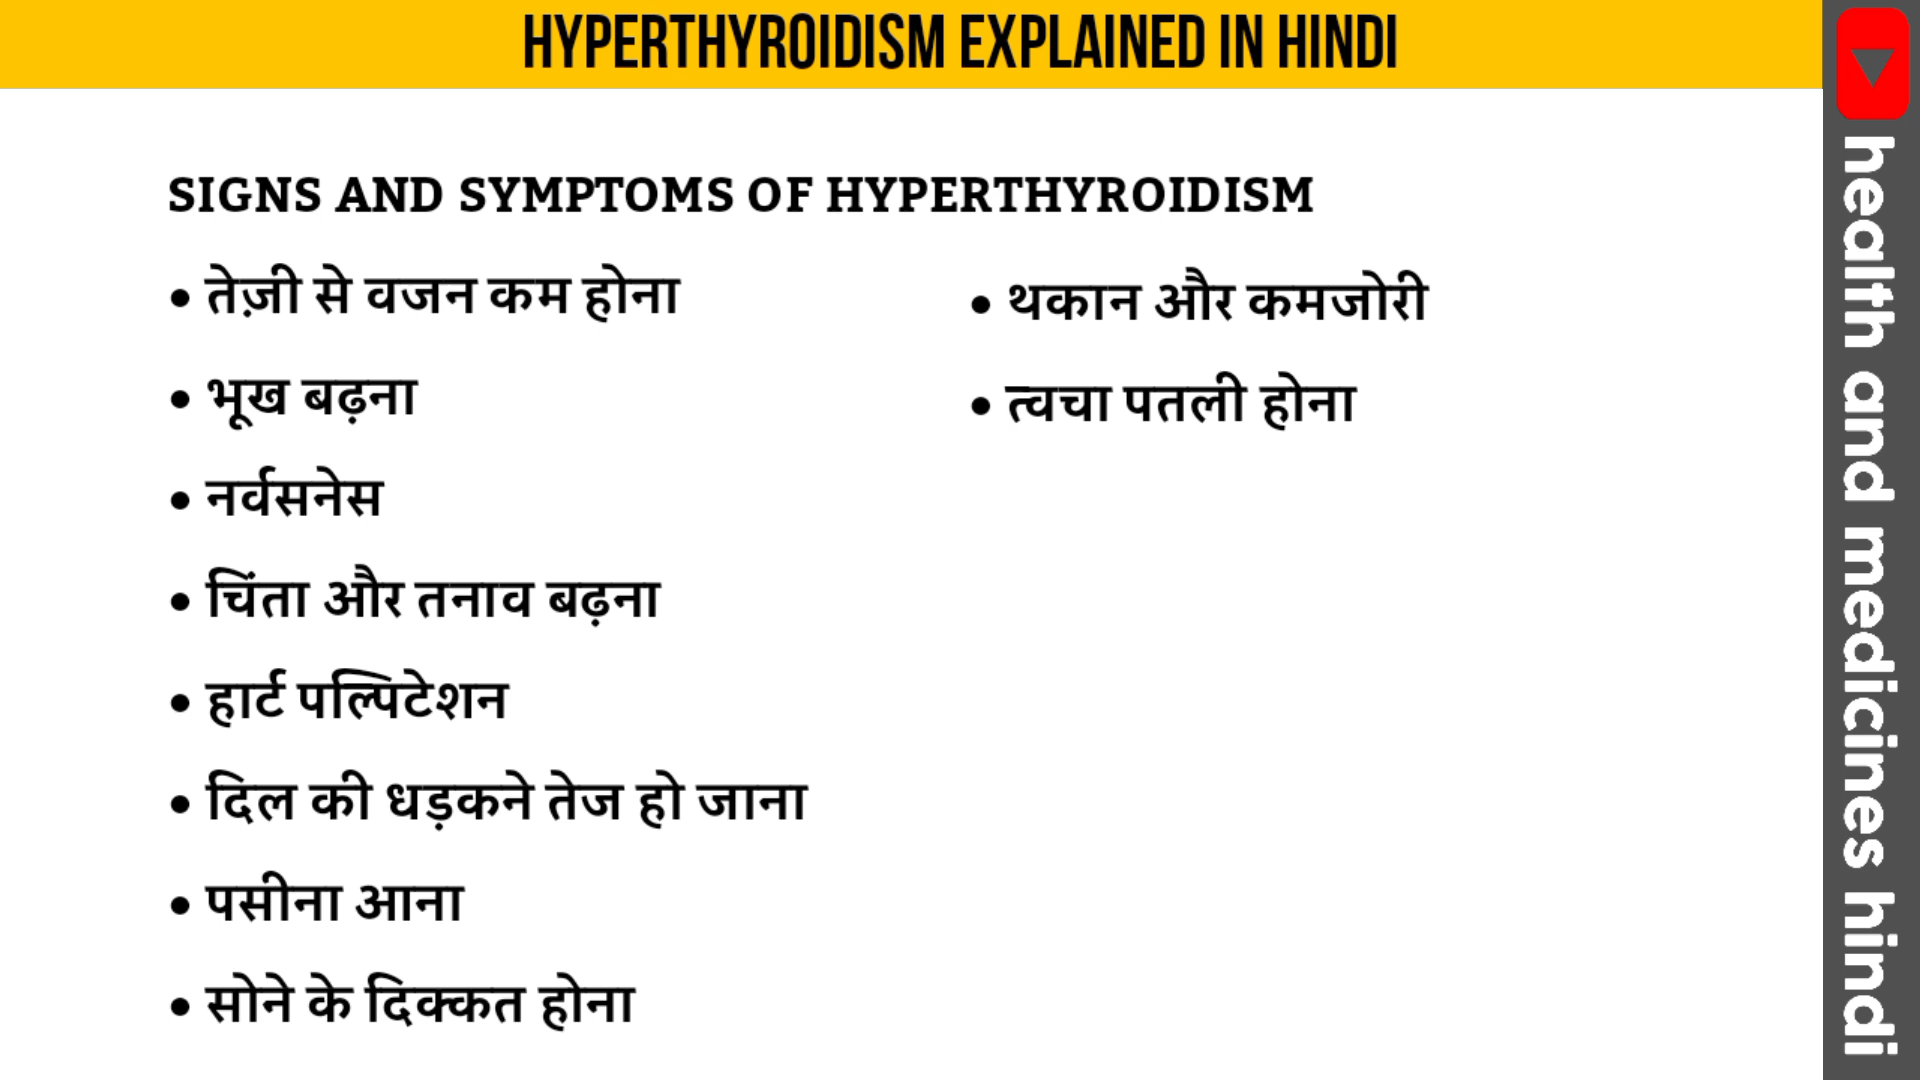 HYPERTHYROIDISM EXPLAINED IN HINDI
SIGNS AND SYMPTOMS OF HYPERTHYROIDISM
• तेज़ी से वजन कम होना
• भूख बढ़ना
• नर्वसनेस
• चिंता और तनाव बढ़ना
• हार्ट पल्पिटेशन
• दिल की धड़कने तेज हो जाना
• पसीना आना
• सोने के दिक्कत होना
• थकान और कमजोरी
• त्वचा पतली होना
health and medicines hindi